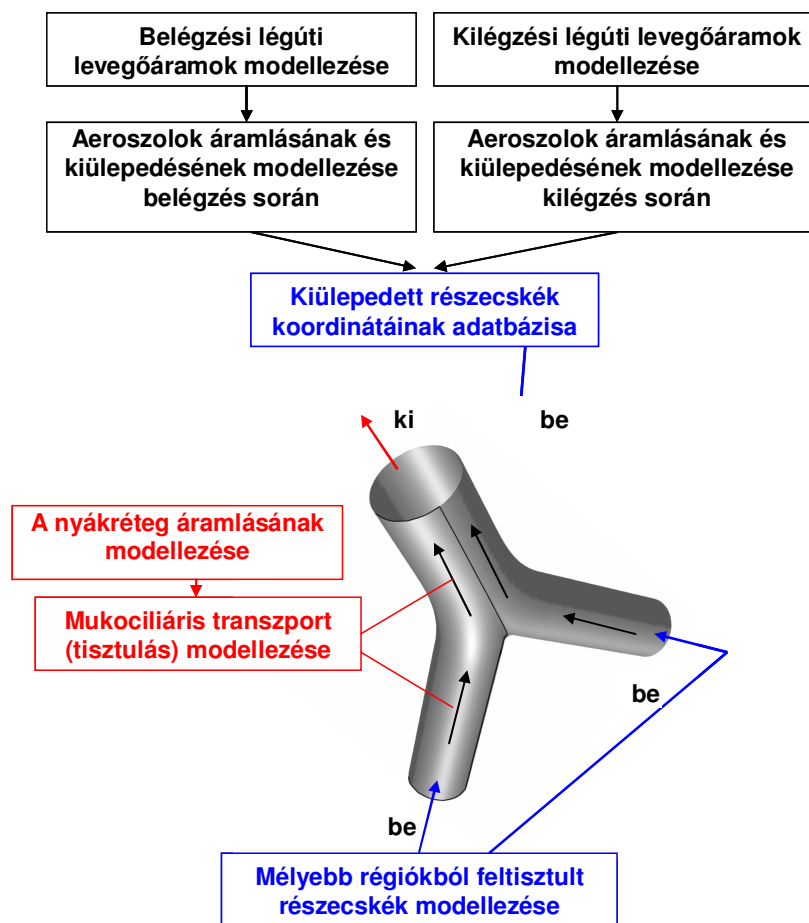 Belégzési légúti
levegőáramok modellezése
Kilégzési légúti levegőáramok
modellezése
Aeroszolok áramlásának és
kiülepedésének modellezése
belégzés során
Aeroszolok áramlásának és
kiülepedésének modellezése
kilégzés során
Kiülepedett részecskék
koordinátáinak adatbázisa
ki
be
A nyákréteg áramlásának
modellezése
Mukociliáris transzport
(tisztulás) modellezése
be
be
Mélyebb régiókból feltisztult
részecskék modellezése